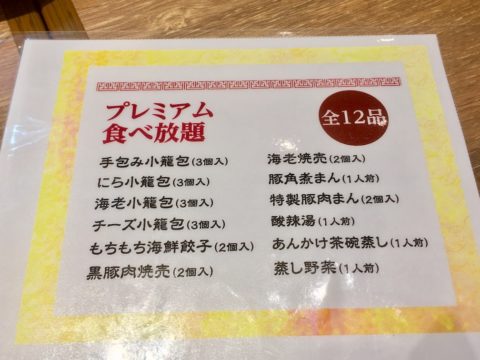 プレミアム
食べ放題
全12品
手包み小籠包(3個入)
にら小籠包(3個入)
海老小籠包(3個入)
チーズ小籠包(3個入)
もちもち海鮮餃子(2個入)
黒豚肉焼売(2個入)
海老焼売(2個入)
豚角煮まん(1人前)
特製豚肉まん(2個入)
酸辣湯(1人前)
あんかけ茶碗蒸し(1人前)
蒸し野菜(1人前)